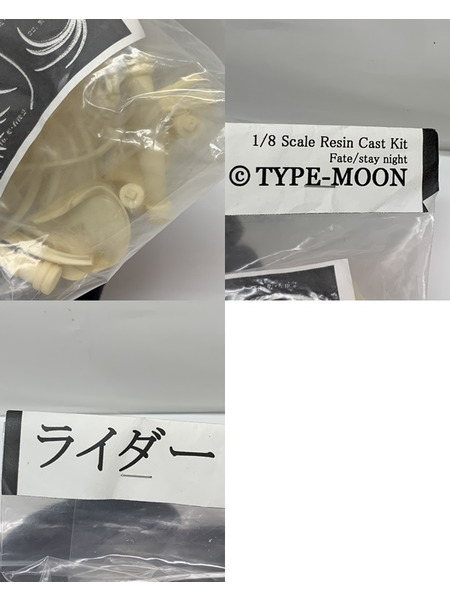 1/8 Scale Resin Cast Kit
Fate/stay night
© TYPE-MOON
ライダー